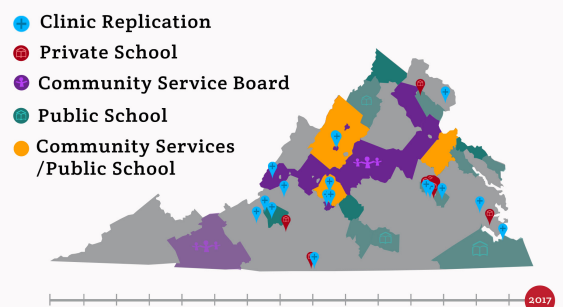 Clinic Replication
Private School
Community Service Board
Public School
Community Services
/Public School
2017